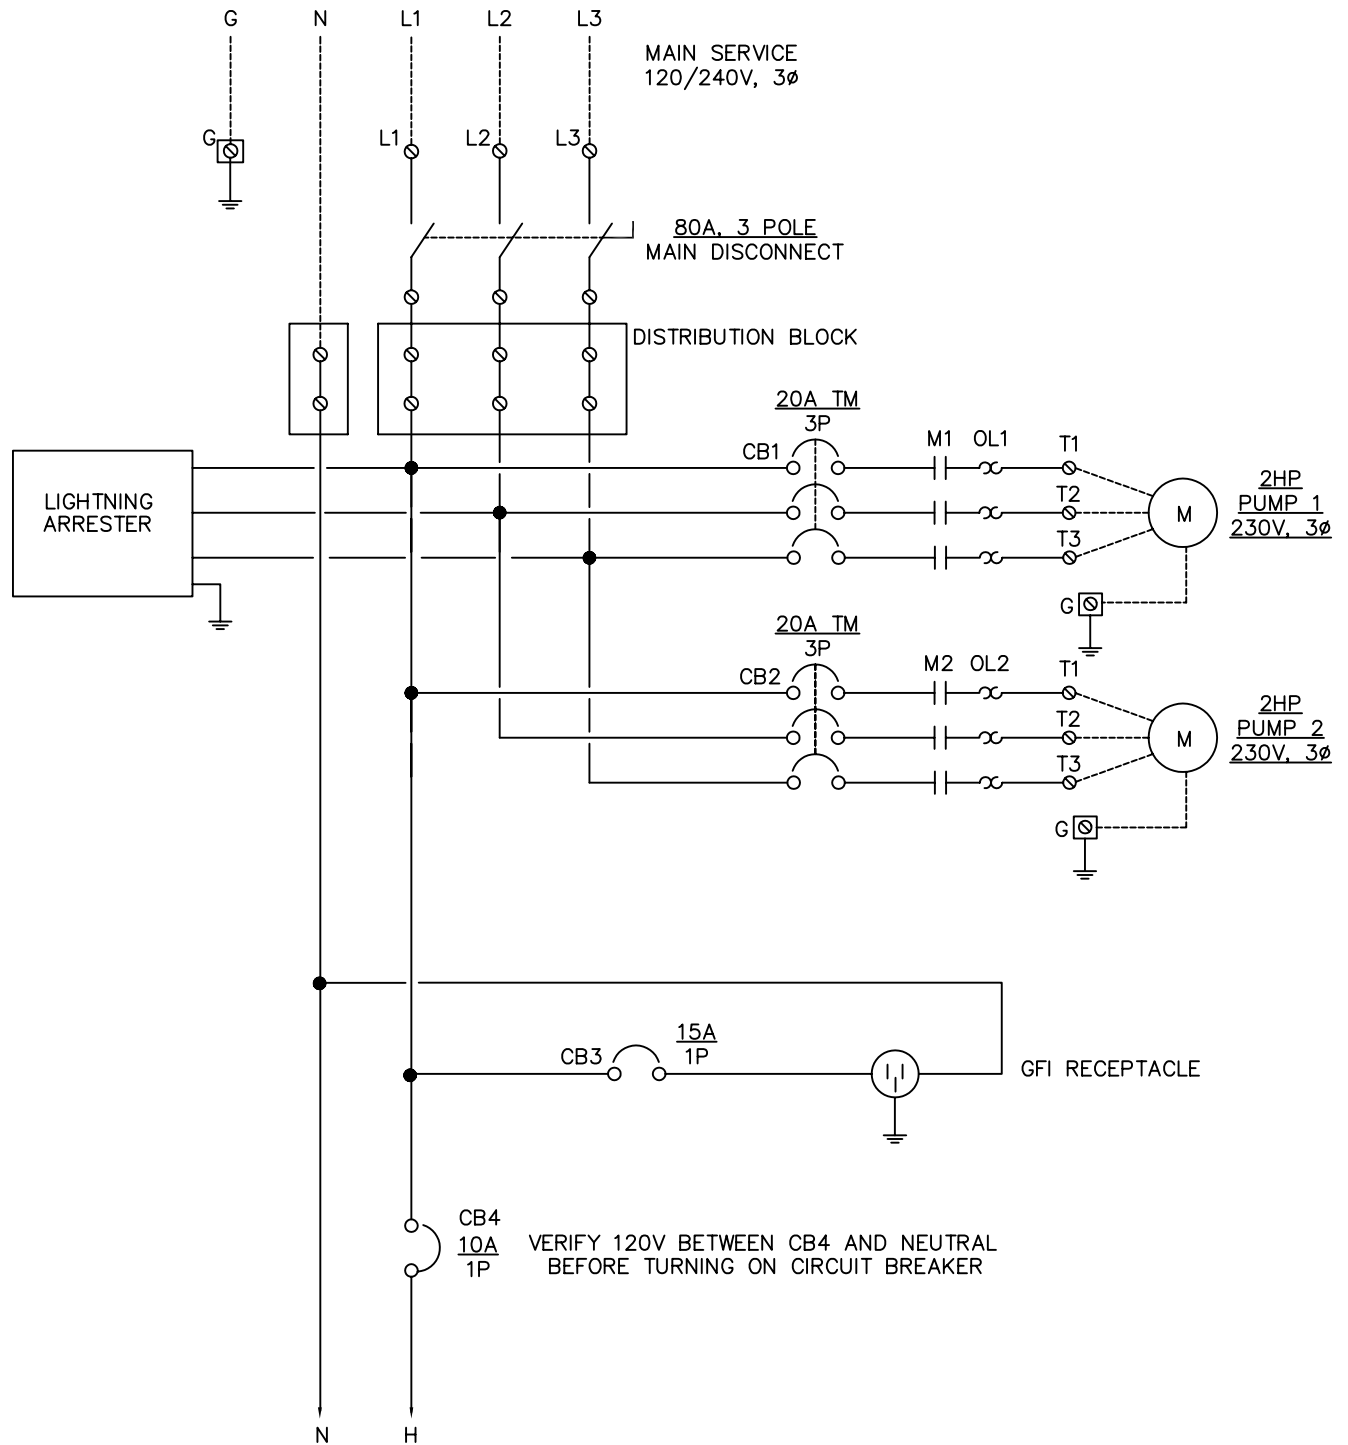 G N L1 L2 L3
MAIN SERVICE
120/240V, 3ø
G L1 L2 L3
80A, 3 POLE
MAIN DISCONNECT
DISTRIBUTION BLOCK
20A TM
3P
CB1 M1 OL1 T1
T2
T3
2HP
PUMP 1
230V, 3ø
M
LIGHTNING
ARRESTER
G
20A TM
3P
CB2 M2 OL2 T1
T2
T3
2HP
PUMP 2
230V, 3ø
M
G
15A
1P
CB3
GFI RECEPTACLE
CB4
10A
1P
VERIFY 120V BETWEEN CB4 AND NEUTRAL
BEFORE TURNING ON CIRCUIT BREAKER
N H